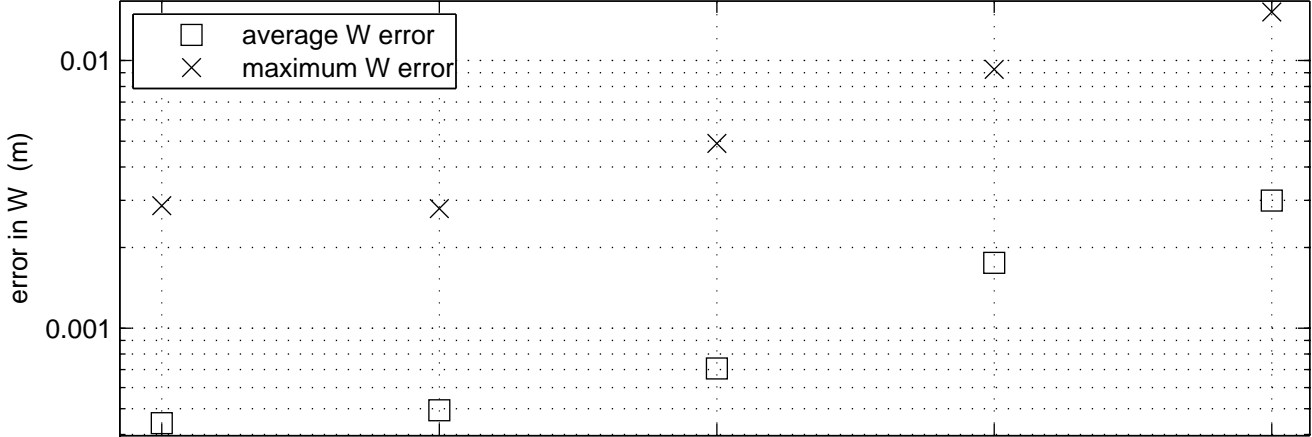 average W error
maximum W error
0.01
0.001
error in W (m)